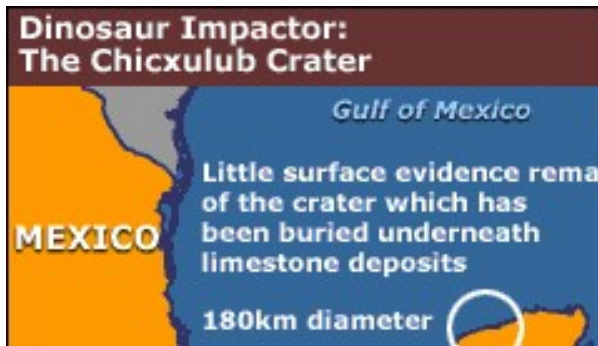 Dinosaur Impactor:
The Chicxulub Crater
Gulf of Mexico
Little surface evidence rema
of the crater which has
been buried underneath
limestone deposits
MEXICO
180km diameter